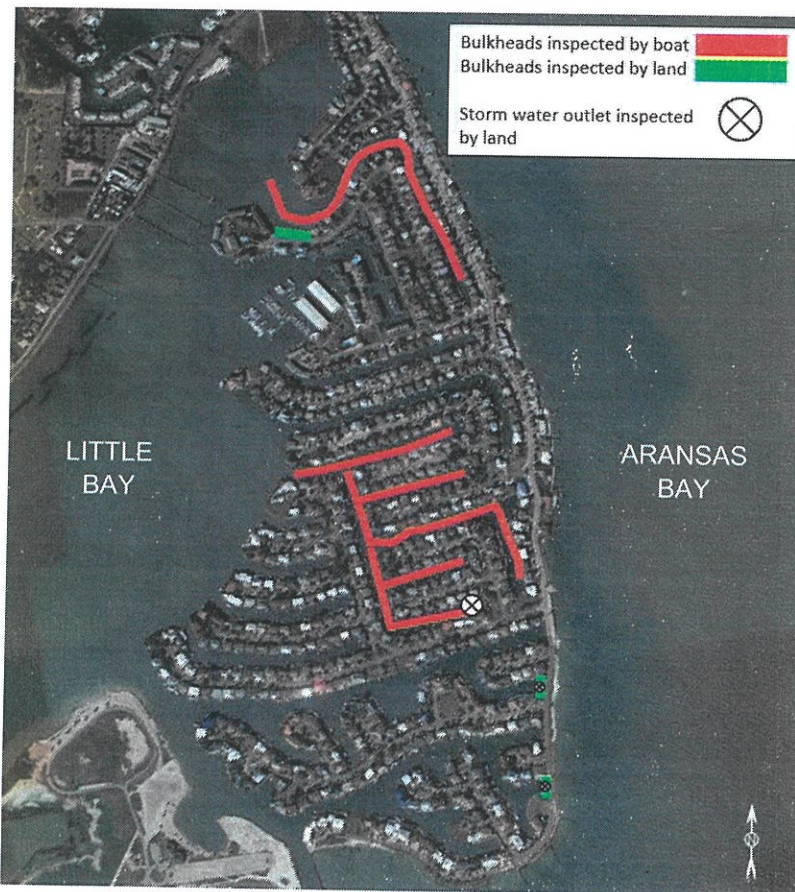 Bulkheads inspected by boat
Bulkheads inspected by land
Storm water outlet inspected
by land
LITTLE
BAY
ARANSAS
BAY
N